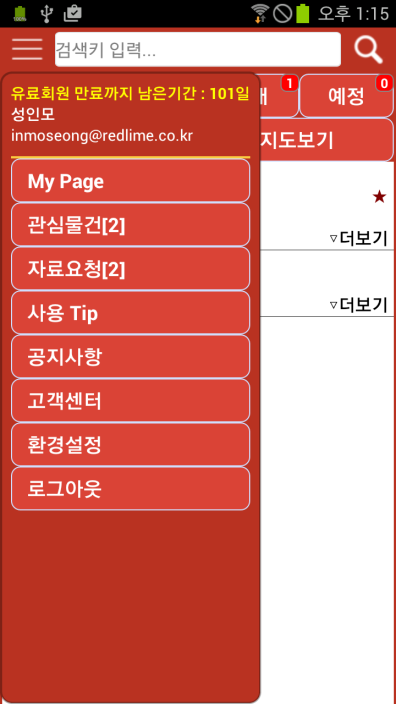 오후 1:15
검색키 입력...
유료회원 만료까지 남은기간 : 101일
성인모
inmoseong@redlime.co.kr
1
예정
0
지도보기
My Page
관심물건[2]
자료요청[2]
사용 Tip
공지사항
고객센터
환경설정
로그아웃
★
▿더보기
▿더보기